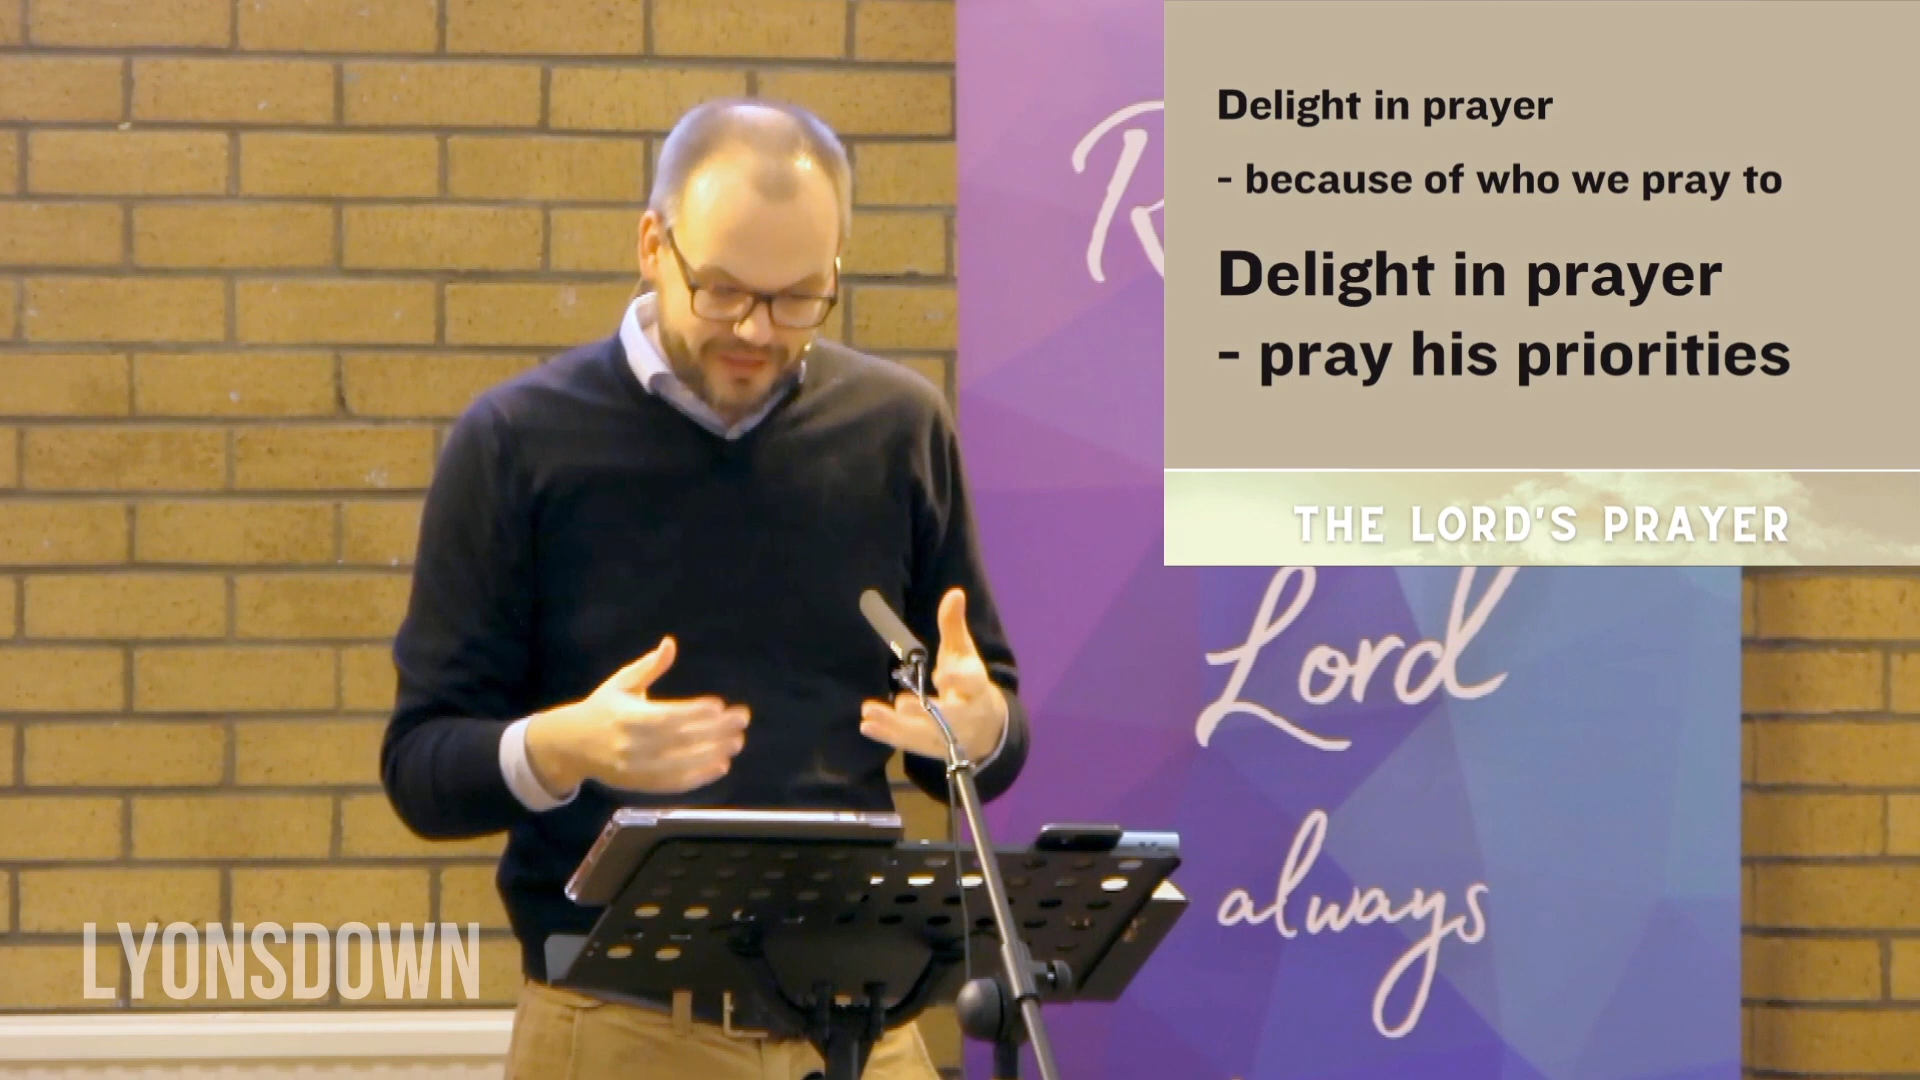 Delight in prayer
- because of who we pray to
Delight in prayer
- pray his priorities
THE LORD'S PRAYER
Lord
always
LYONSDOWN